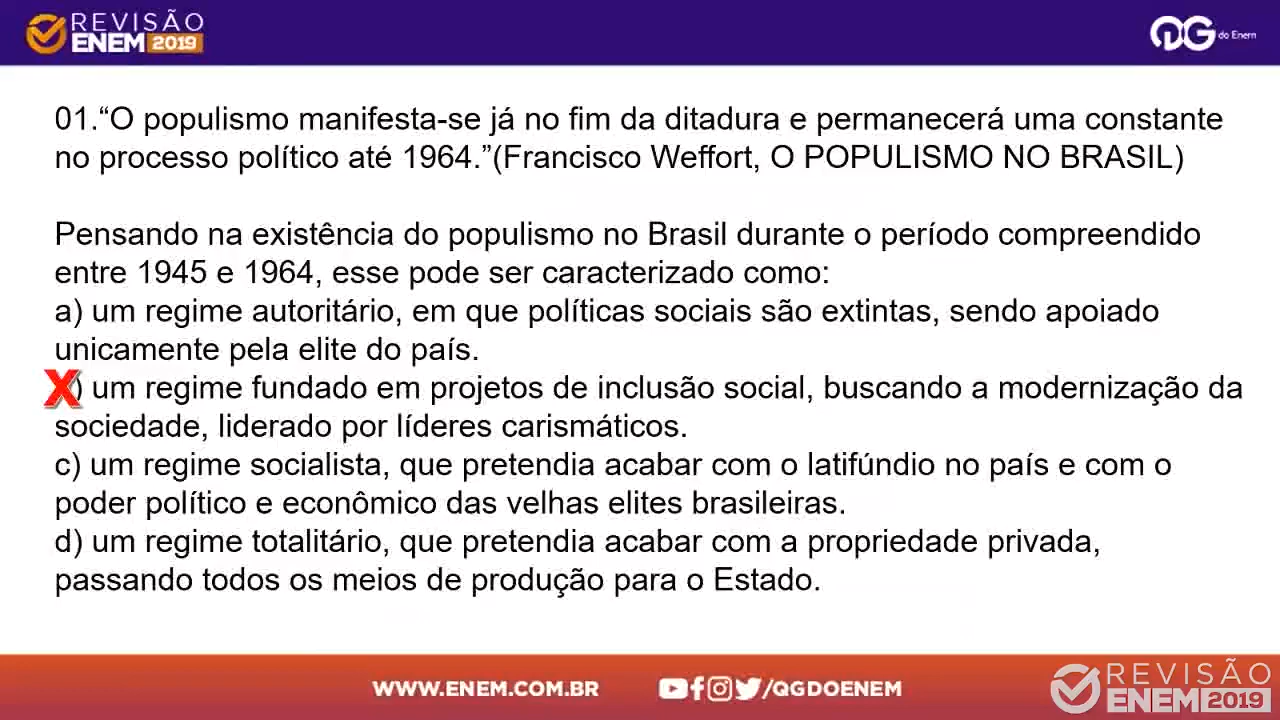 REVISÃO
ENEM 2019
QG do Enem
01.“O populismo manifesta-se já no fim da ditadura e permanecerá uma constante
no processo político até 1964.”(Francisco Weffort, O POPULISMO NO BRASIL)
Pensando na existência do populismo no Brasil durante o período compreendido
entre 1945 e 1964, esse pode ser caracterizado como:
a) um regime autoritário, em que políticas sociais são extintas, sendo apoiado
unicamente pela elite do país.
X) um regime fundado em projetos de inclusão social, buscando a modernização da
sociedade, liderado por líderes carismáticos.
c) um regime socialista, que pretendia acabar com o latifúndio no país e com o
poder político e econômico das velhas elites brasileiras.
d) um regime totalitário, que pretendia acabar com a propriedade privada,
passando todos os meios de produção para o Estado.
WWW.ENEM.COM.BR
/QGDOENEM
REVISÃO
ENEM 2019